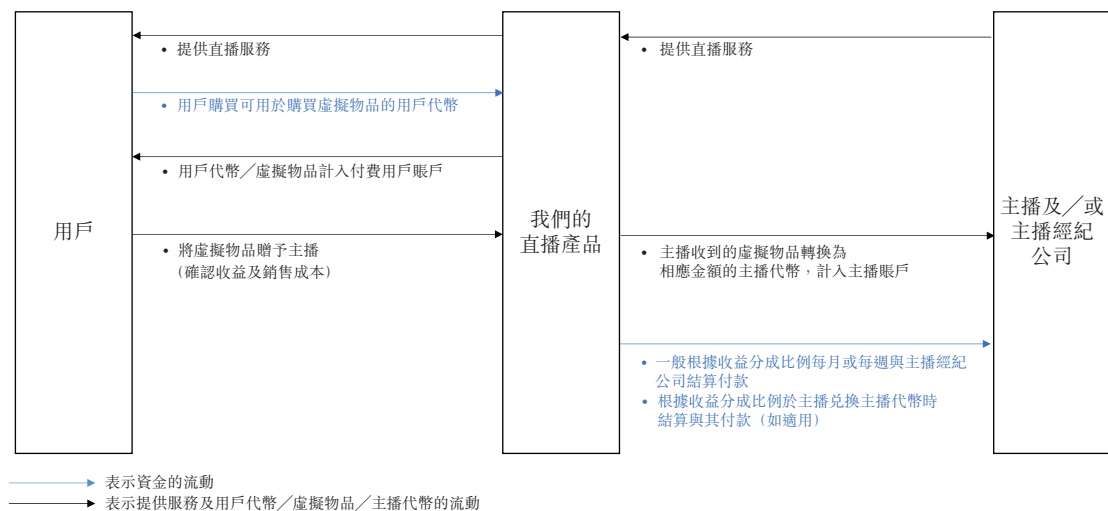 • 提供直播服務
• 提供直播服務
• 用戶購買可用於購買虛擬物品的用戶代幣
• 用戶代幣／虛擬物品計入付費用戶賬戶
用戶
我們的
直播產品
主播及／或
主播經紀
公司
• 將虛擬物品贈予主播
(確認收益及銷售成本)
• 主播收到的虛擬物品轉換為
相應金額的主播代幣，計入主播賬戶
• 一般根據收益分成比例每月或每週與主播經紀
公司結算付款
• 根據收益分成比例於主播兌換主播代幣時
結算與其付款（如適用）
表示資金的流動
表示提供服務及用戶代幣／虛擬物品／主播代幣的流動